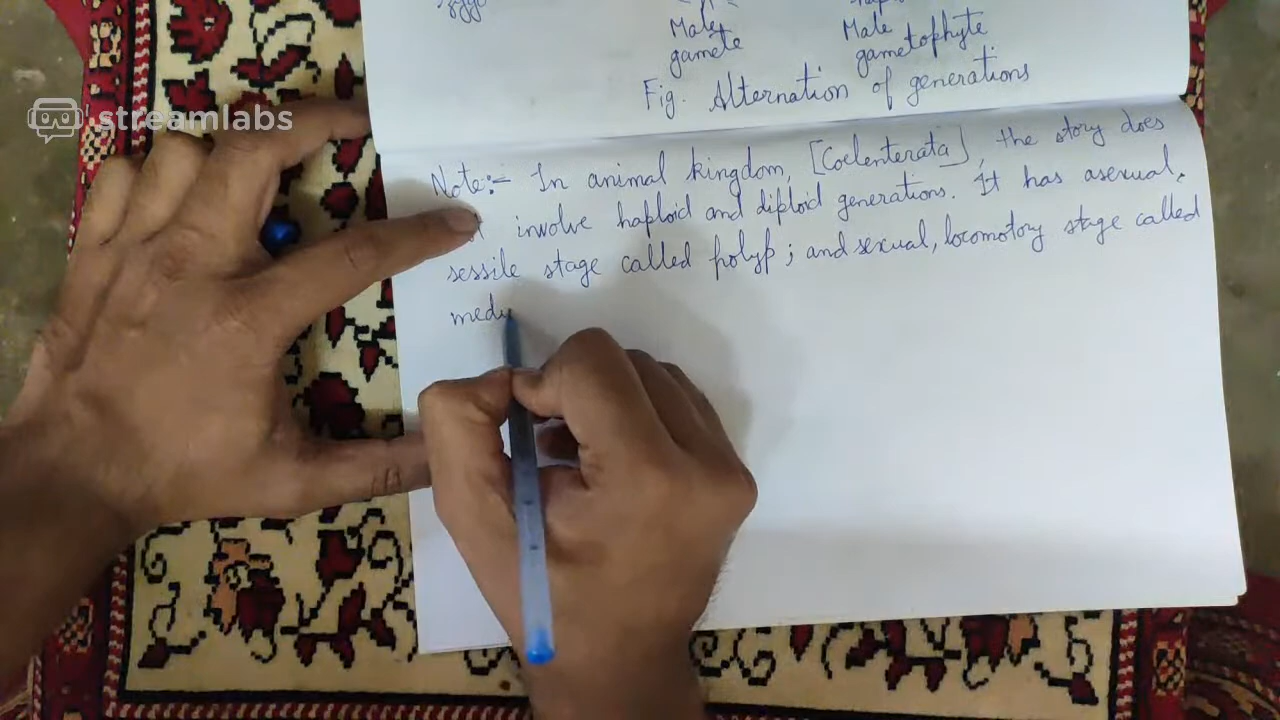 streamlabs
Male
gamete
Male
gametophyte
Fig. Alternation of generations
Note:- In animal kingdom, [Coelenterata], the story does
involve haploid and diploid generations. It has asexual,
sessile stage called polyp; and sexual, locomotory stage called
medu